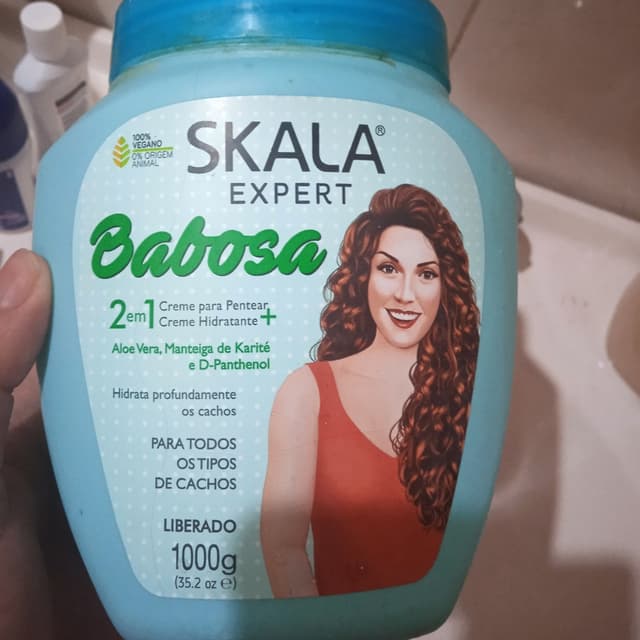 100%
VEGANO
0% ORIGEM
ANIMAL
SKALA®
EXPERT
Babosa
2em1 Creme para Pentear
Creme Hidratante +
Aloe Vera, Manteiga de Karité
e D-Panthenol
Hidrata profundamente
os cachos
PARA TODOS
OS TIPOS
DE CACHOS
LIBERADO
1000g
(35.2 oz ℮)